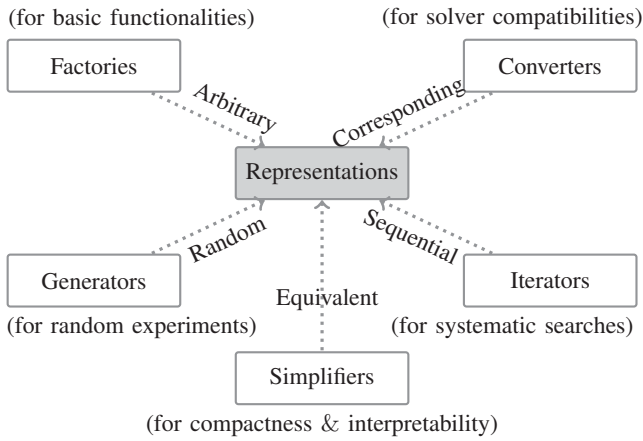 (for basic functionalities)
(for solver compatibilities)
Factories
Converters
Arbitrary
Corresponding
Representations
Random
Sequential
Generators
Iterators
Equivalent
(for random experiments)
(for systematic searches)
Simplifiers
(for compactness & interpretability)